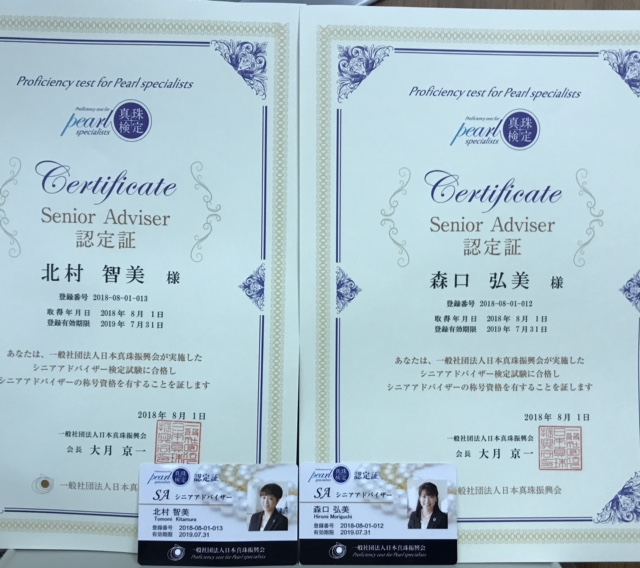 Proficiency test for Pearl specialists
Proficiency test for
pearl
specialists
真珠
検定
Certificate
Senior Adviser
認定証
北村 智美 様
登録番号 2018-08-01-013
取得年月日 2018年 8月 1日
登録有効期限 2019年 7月31日
あなたは、一般社団法人日本真珠振興会が実施した
シニアアドバイザー検定試験に合格し
シニアアドバイザーの称号資格を有することを証します
2018年 8月 1日
一般社団法人日本真珠振興会
会長 大月 京一
一般社団法人日本真珠振
Proficiency test for Pearl specialists
Proficiency test for
pearl
specialists
真珠
検定
Certificate
Senior Adviser
認定証
森口 弘美 様
登録番号 2018-08-01-012
取得年月日 2018年 8月 1日
登録有効期限 2019年 7月31日
あなたは、一般社団法人日本真珠振興会が実施した
シニアアドバイザー検定試験に合格し
シニアアドバイザーの称号資格を有することを証します
2018年 8月 1日
一般社団法人日本真珠振興会
会長 大月 京一
一般社団法人日本真珠振興会
pearl
真珠
検定
認定証
SA シニアアドバイザー
北村 智美
Tomomi Kitamura
登録番号 2018-08-01-013
有効期限 2019.07.31
一般社団法人日本真珠振興会
Proficiency test for Pearl specialists
pearl
真珠
検定
認定証
SA シニアアドバイザー
森口 弘美
Hiromi Moriguchi
登録番号 2018-08-01-012
有効期限 2019.07.31
一般社団法人日本真珠振興会
Proficiency test for Pearl specialists